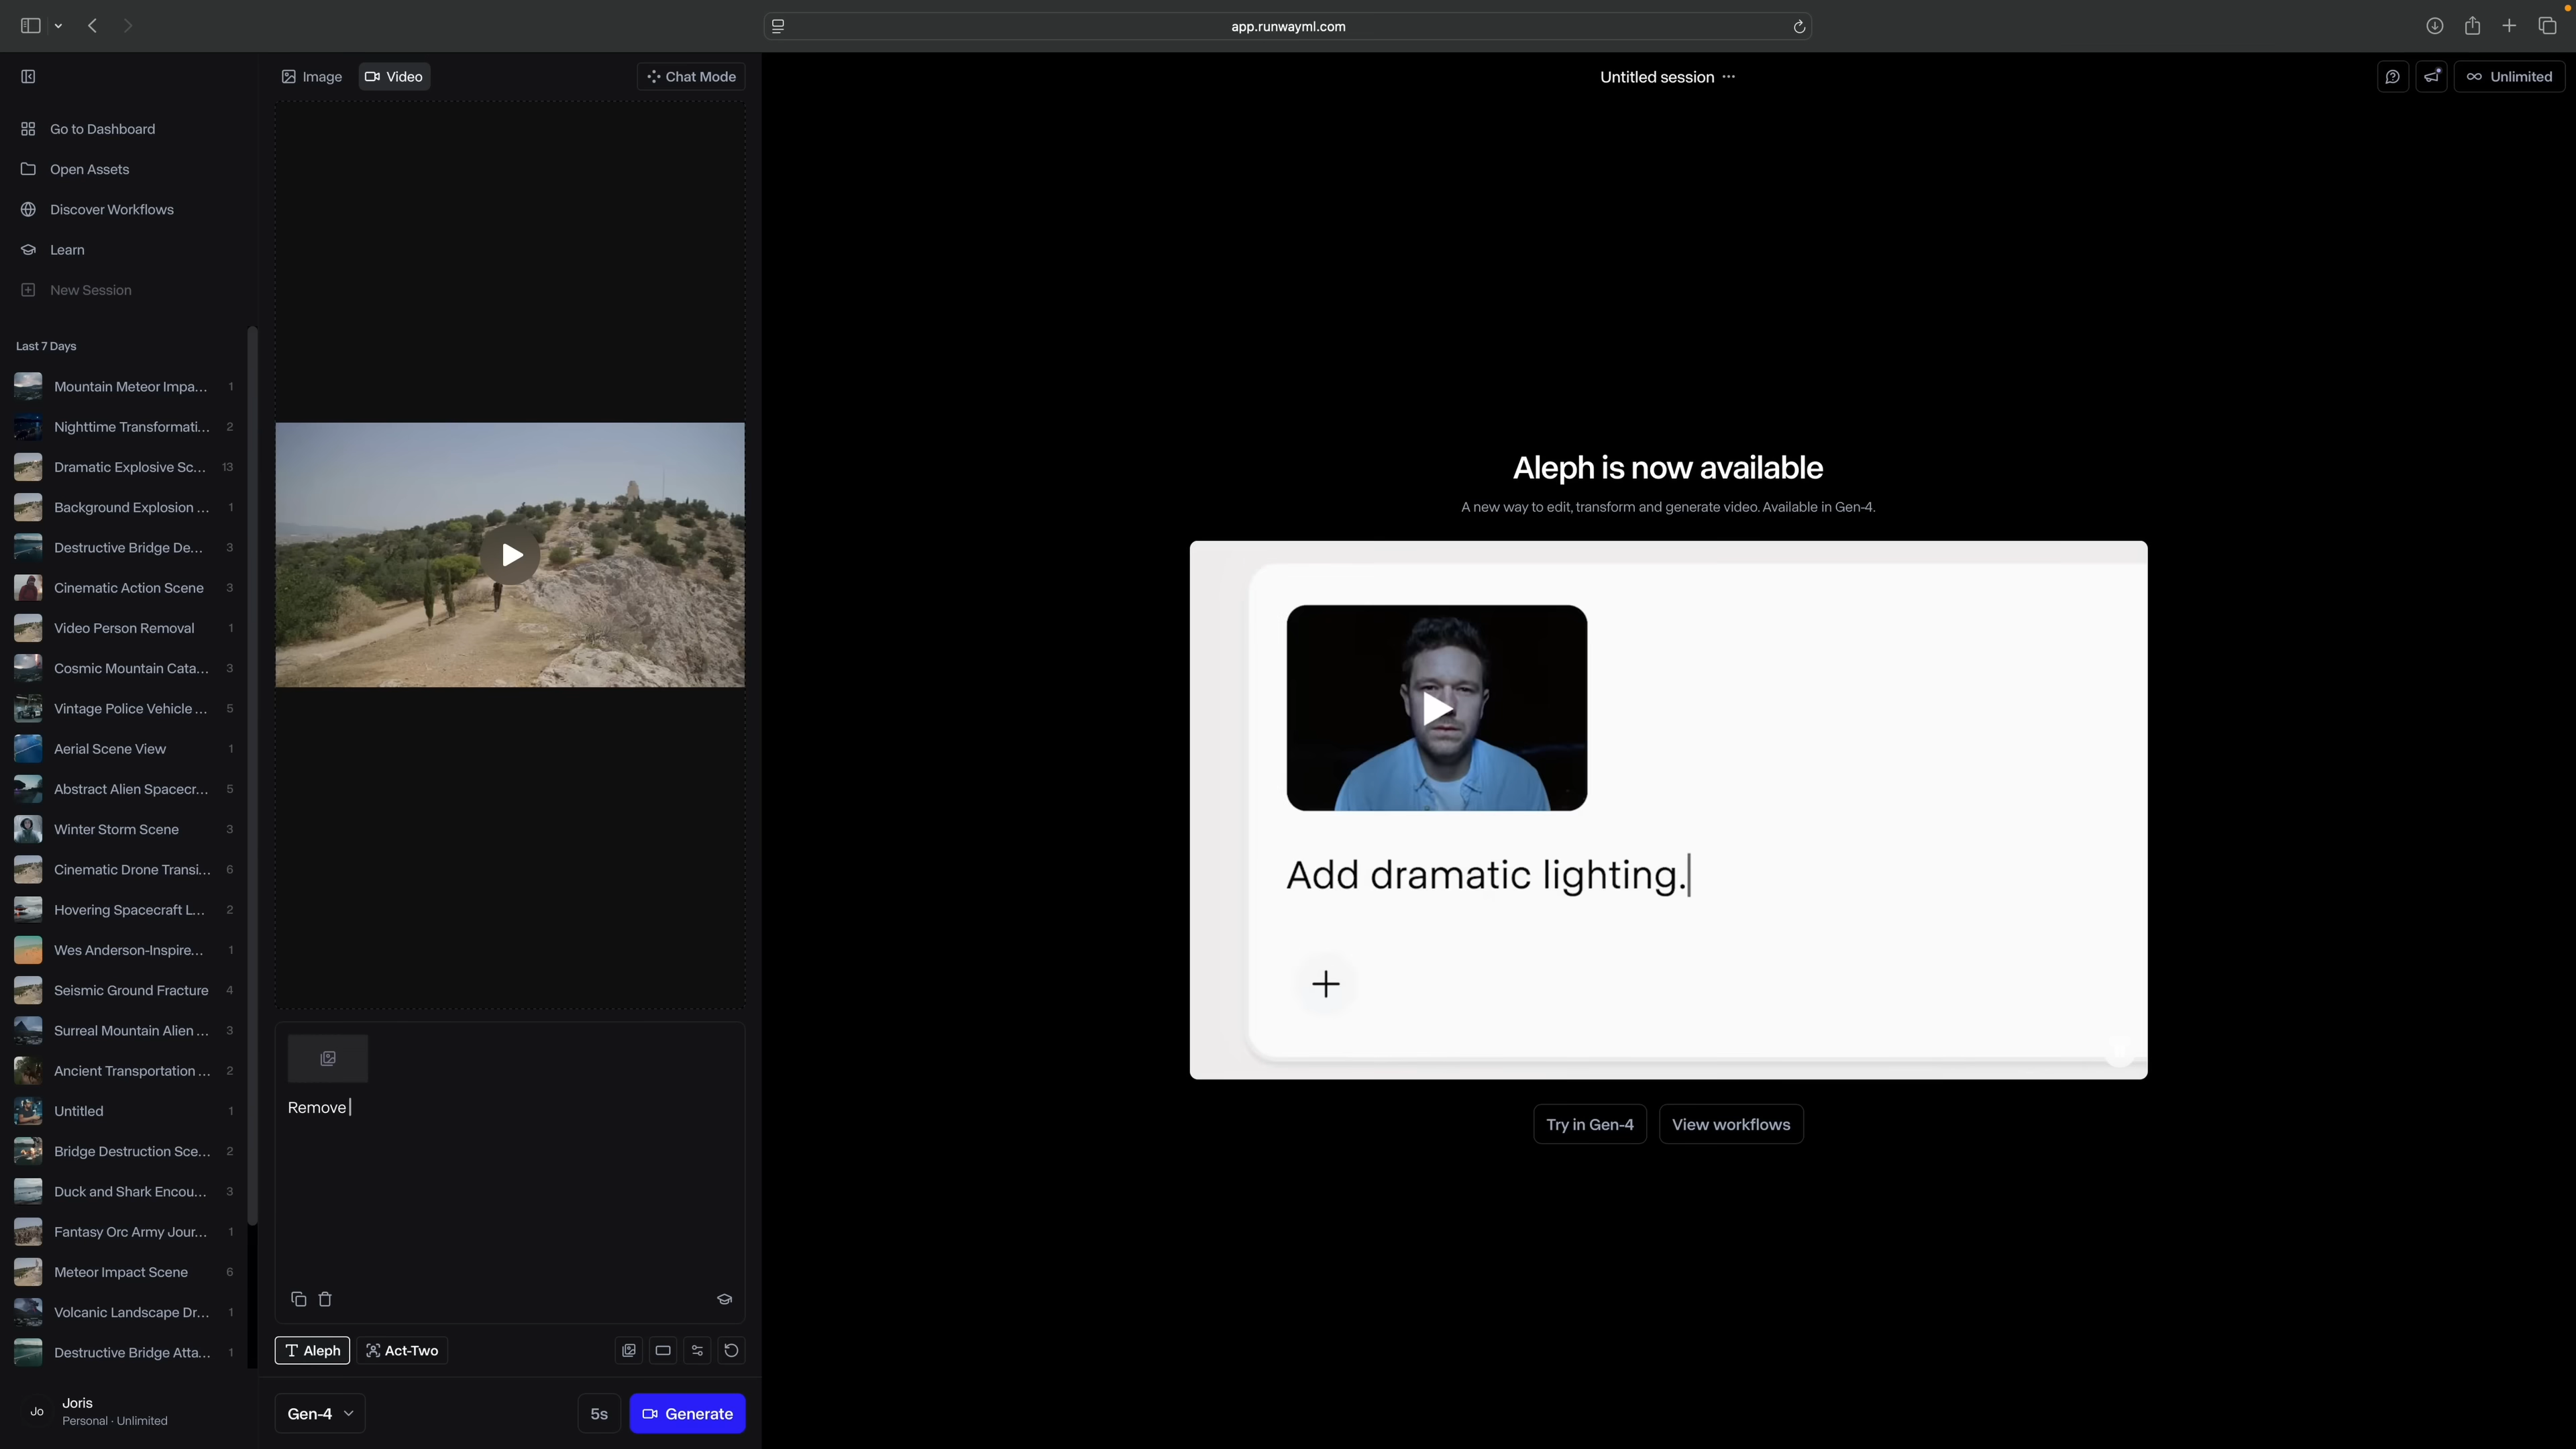 app.runwayml.com
Image
Video
Chat Mode
Untitled session
Unlimited
Go to Dashboard
Open Assets
Discover Workflows
Learn
New Session
Last 7 Days
Mountain Meteor Impa... 1
Nighttime Transformati... 2
Dramatic Explosive Sc... 13
Background Explosion ... 1
Destructive Bridge De... 3
Cinematic Action Scene 3
Video Person Removal 1
Cosmic Mountain Cata... 3
Vintage Police Vehicle ... 5
Aerial Scene View 1
Abstract Alien Spacecr... 5
Winter Storm Scene 3
Cinematic Drone Transi... 6
Hovering Spacecraft L... 2
Wes Anderson-Inspire... 1
Seismic Ground Fracture 4
Surreal Mountain Alien ... 3
Ancient Transportation ... 2
Untitled 1
Bridge Destruction Sce... 2
Duck and Shark Encou... 3
Fantasy Orc Army Jour... 1
Meteor Impact Scene 6
Volcanic Landscape Dr... 1
Destructive Bridge Atta... 1
Jo
Joris
Personal · Unlimited
Remove
Aleph
Act-Two
Gen-4
5s
Generate
Aleph is now available
A new way to edit, transform and generate video. Available in Gen-4.
Add dramatic lighting.
Try in Gen-4
View workflows